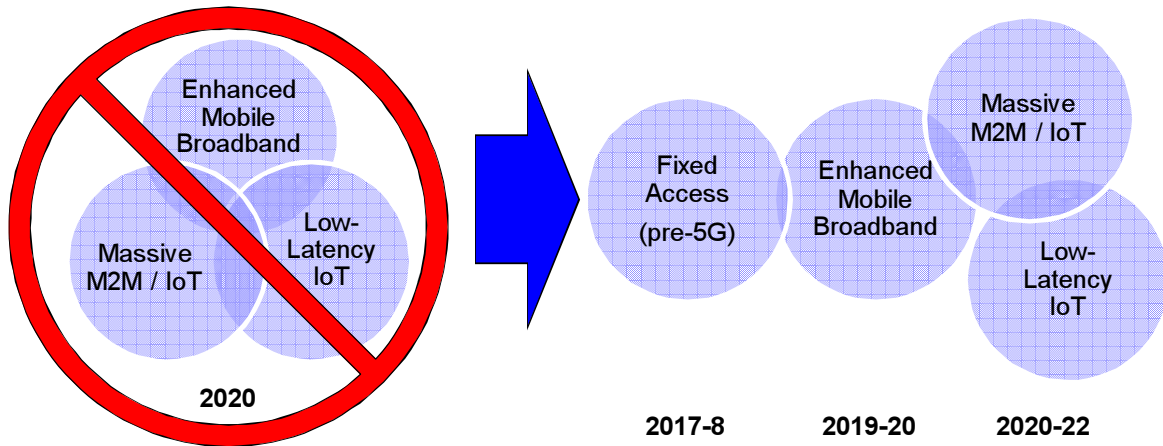 Enhanced
Mobile
Broadband
Massive
M2M / IoT
Low-
Latency
IoT
2020
Fixed
Access
(pre-5G)
Enhanced
Mobile
Broadband
Massive
M2M / IoT
Low-
Latency
IoT
2017-8
2019-20
2020-22